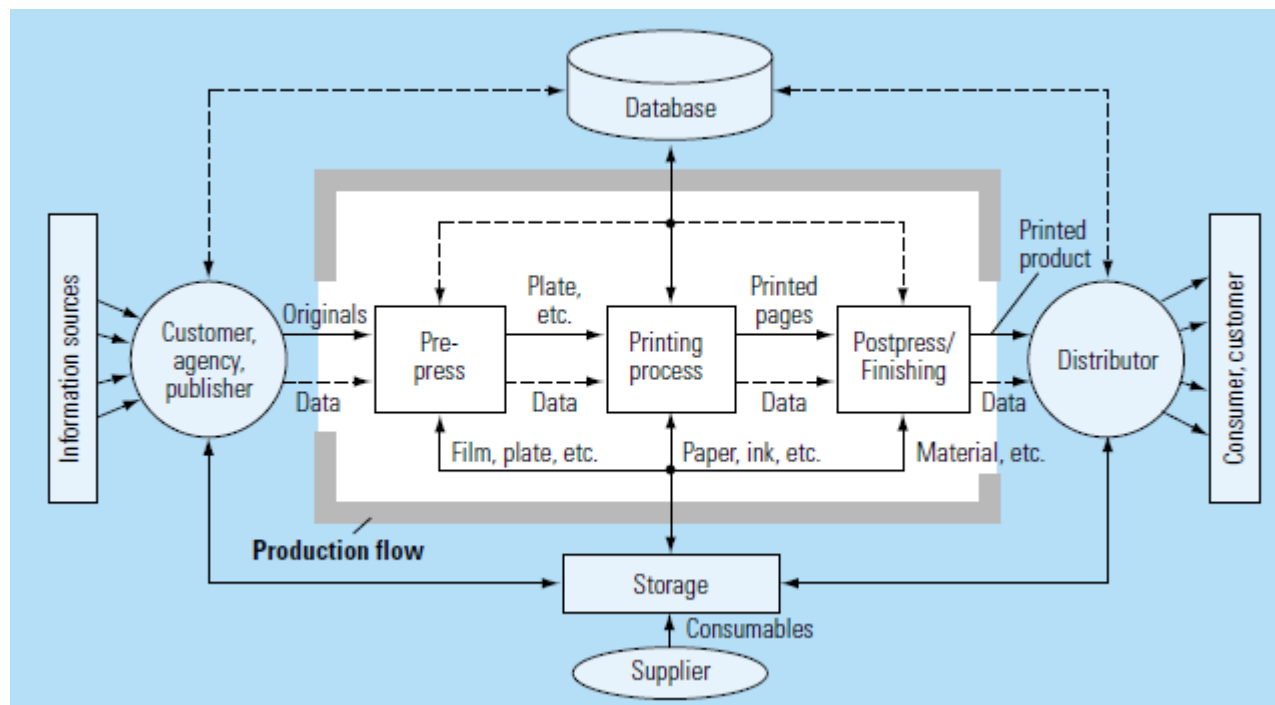 Database
Information sources
Customer,
agency,
publisher
Originals
Data
Pre-
press
Plate,
etc.
Data
Printing
process
Printed
pages
Data
Postpress/
Finishing
Printed
product
Data
Distributor
Consumer, customer
Film, plate, etc.
Paper, ink, etc.
Material, etc.
Production flow
Storage
Consumables
Supplier